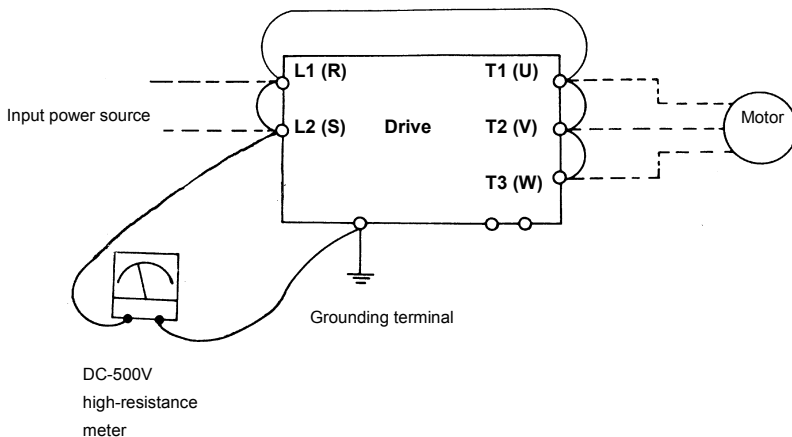 L1 (R)
T1 (U)
Input power source
L2 (S)
Drive
T2 (V)
Motor
T3 (W)
Grounding terminal
DC-500V
high-resistance
meter